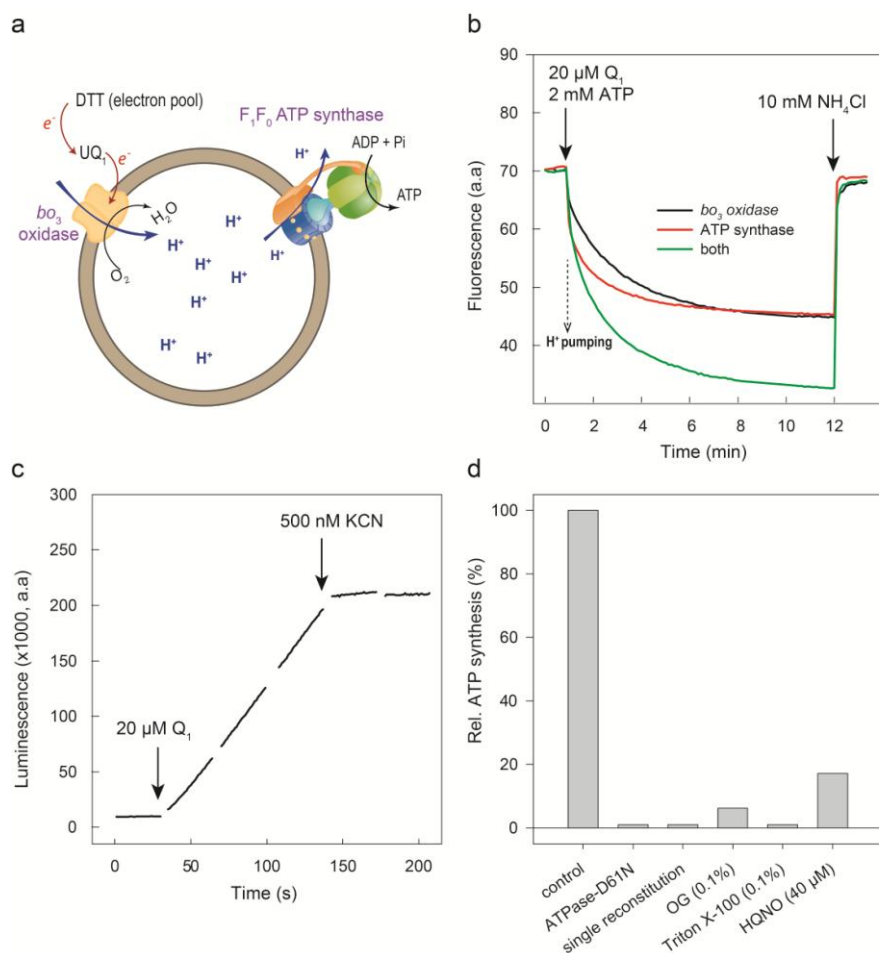 a
DTT (electron pool)
e-
UQ1
e-
bo3
oxidase
H2O
O2
H+
H+
H+
H+
H+
H+
H+
F1F0 ATP synthase
H+
H+
ADP + Pi
ATP
b
20 µM Q1
2 mM ATP
10 mM NH4Cl
bo3 oxidase
ATP synthase
both
H+ pumping
Fluorescence (a.a)
90
80
70
60
50
40
0 2 4 6 8 10 12 14
Time (min)
c
500 nM KCN
20 µM Q1
Luminescence (x1000, a.a)
300
250
200
150
100
50
0
0 50 100 150 200
Time (s)
d
Rel. ATP synthesis (%)
100
80
60
40
20
0
control
ATPase-D61N
single reconstitution
OG (0.1%)
Triton X-100 (0.1%)
HQNO (40 µM)